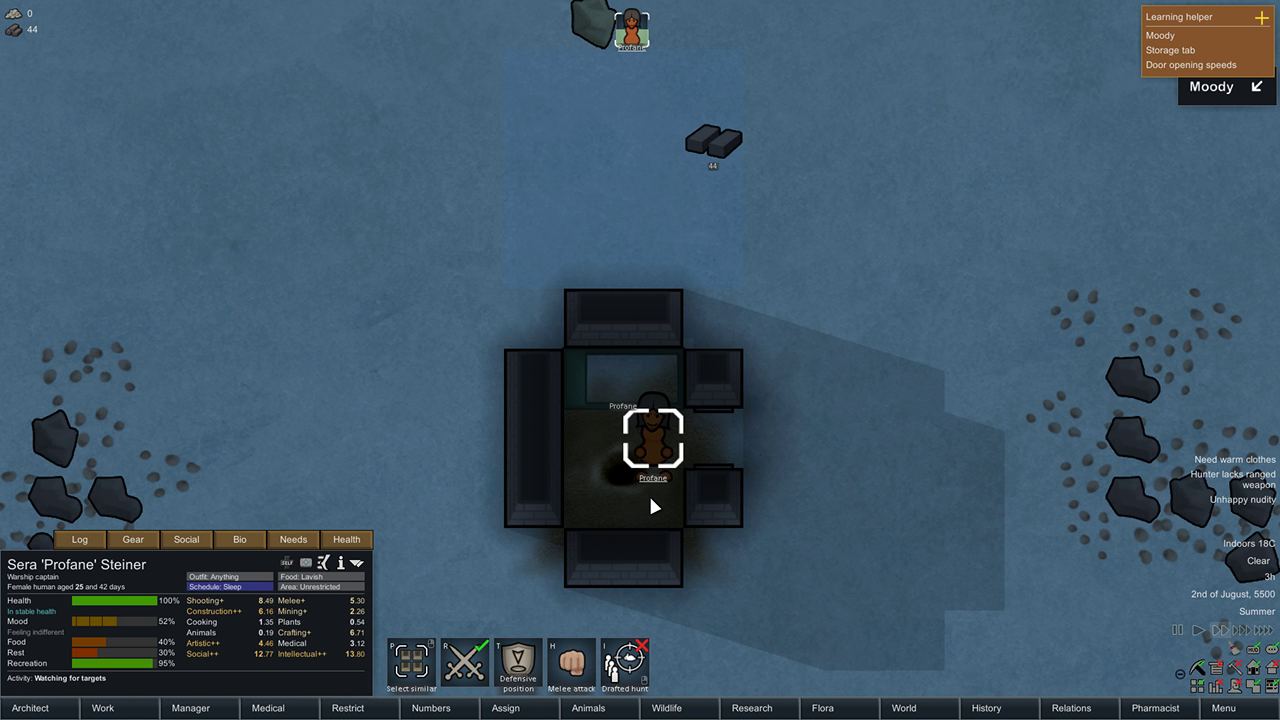 0
44
Profane
Learning helper
Moody
Storage tab
Door opening speeds
Moody
44
Profane
Profane
Need warm clothes
Hunter lacks ranged
weapon
Unhappy nudity
Indoors 18C
Clear
3h
2nd of August, 5500
Summer
Log Gear Social Bio Needs Health
Sera 'Profane' Steiner
SELF
Warship captain
Female human aged 25 and 42 days
Outfit: Anything Food: Lavish
Schedule: Sleep Area: Unrestricted
Health 100%
In stable health
Mood 52%
Feeling indifferent
Food 40%
Rest 30%
Recreation 95%
Shooting+ 8.49 Melee+ 5.30
Construction++ 6.16 Mining+ 2.26
Cooking 1.35 Plants 0.54
Animals 0.19 Crafting+ 6.71
Artistic++ 4.46 Medical 3.12
Social++ 12.77 Intellectual++ 13.80
Activity: Watching for targets
P R T H I
Select similar
Defensive
position
Melee attack
Drafted hunt
Architect Work Manager Medical Restrict Numbers Assign Animals Wildlife Research Flora World History Relations Pharmacist Menu